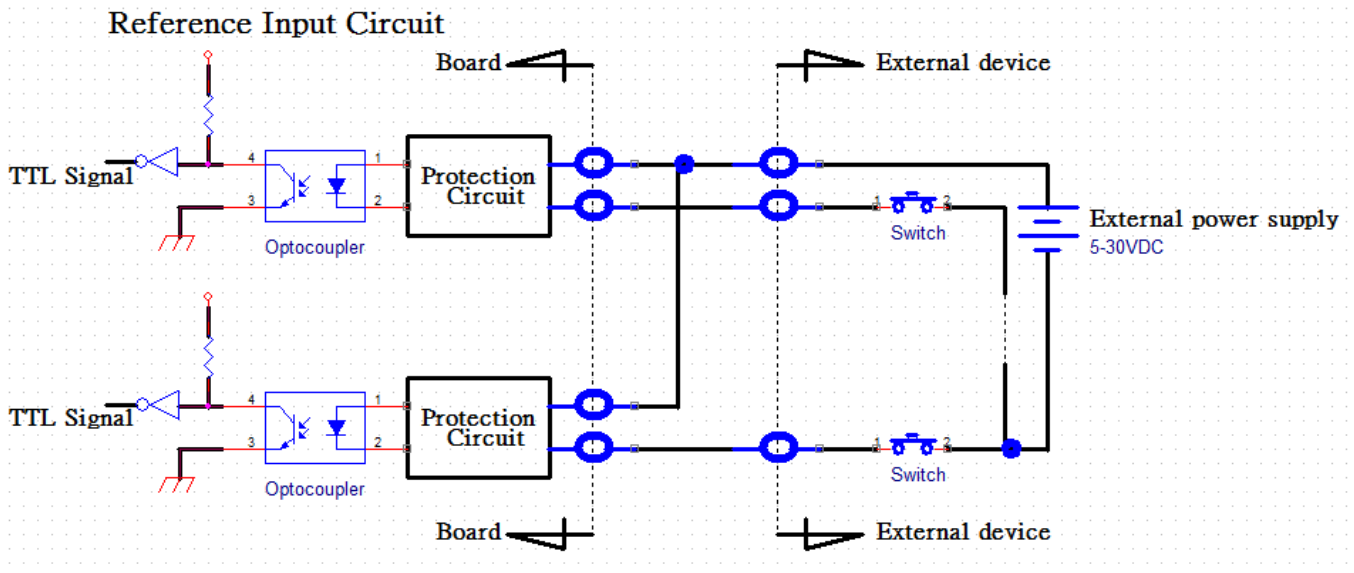 Reference Input Circuit
Board
External device
4
1
TTL Signal
Protection
Circuit
3
2
1
2
External power supply
5-30VDC
Optocoupler
Switch
4
1
TTL Signal
Protection
Circuit
3
2
1
2
Optocoupler
Switch
Board
External device